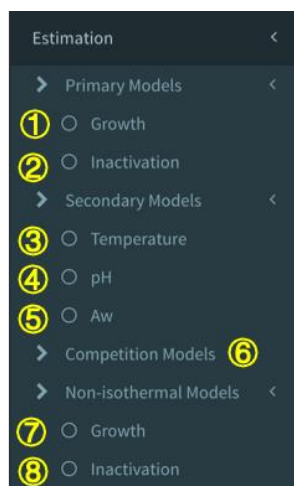 Estimation
Primary Models
① Growth
② Inactivation
Secondary Models
③ Temperature
④ pH
⑤ Aw
Competition Models ⑥
Non-isothermal Models
⑦ Growth
⑧ Inactivation